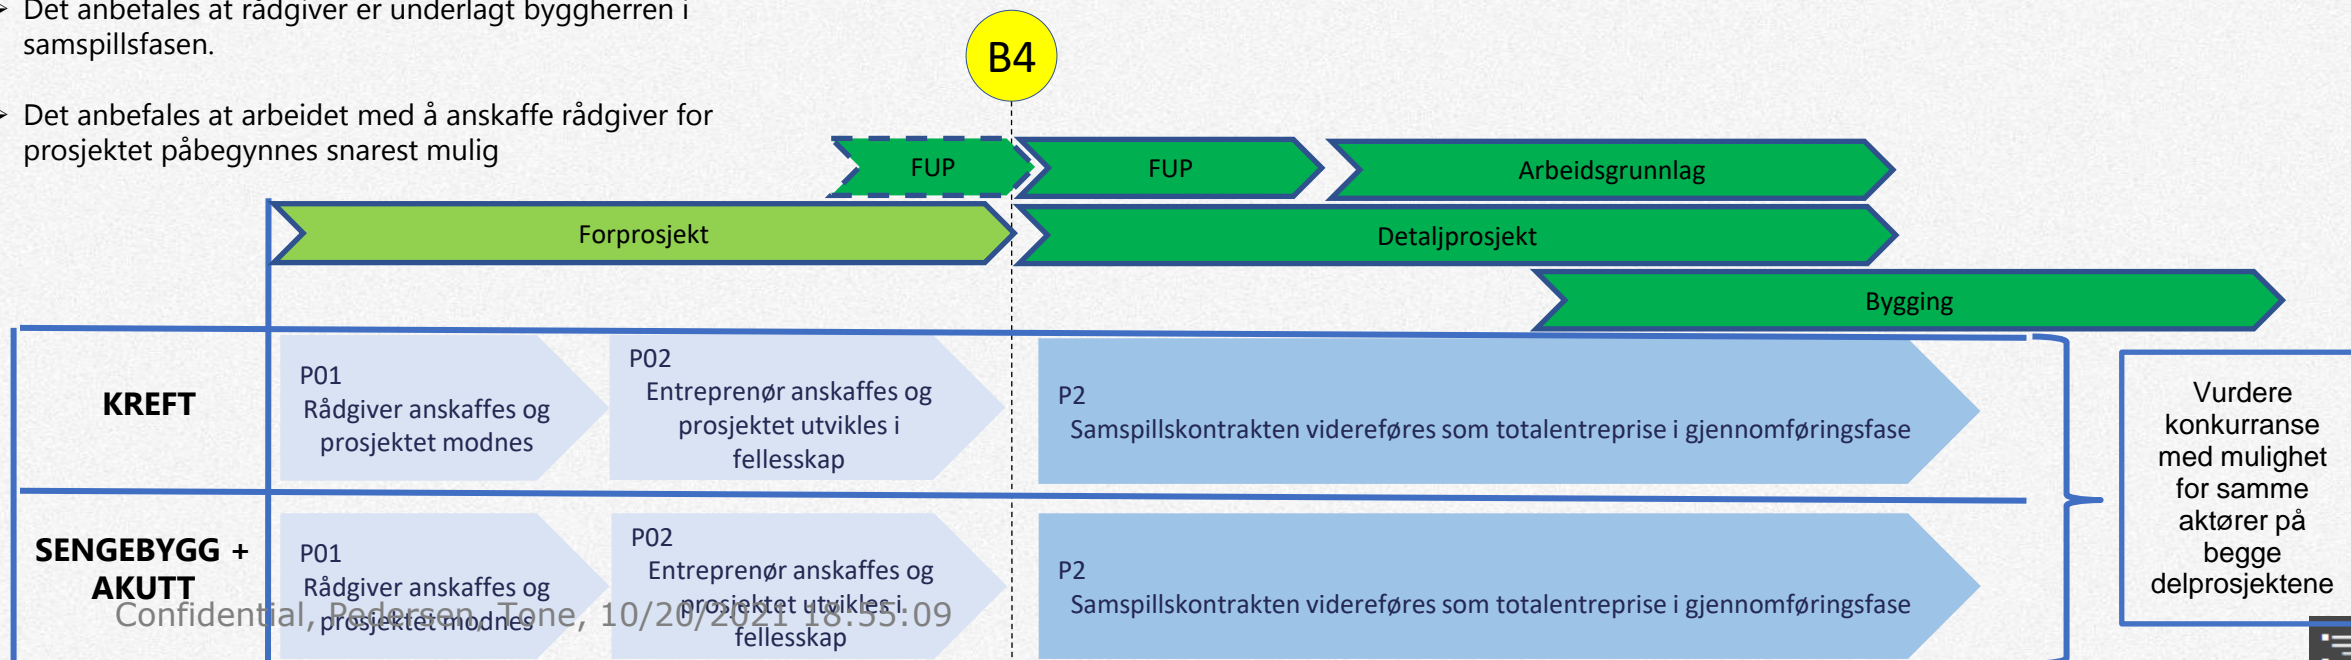 Det anbefales at rådgiver er underlagt byggherren i
samspillsfasen.
Det anbefales at arbeidet med å anskaffe rådgiver for
prosjektet påbegynnes snarest mulig
B4
FUP
FUP
Arbeidsgrunnlag
Forprosjekt
Detaljprosjekt
Bygging
KREFT
P01
Rådgiver anskaffes og
prosjektet modnes
P02
Entreprenør anskaffes og
prosjektet utvikles i
fellesskap
P2
Samspillskontrakten videreføres som totalentreprise i gjennomføringsfase
Vurdere
konkurranse
med mulighet
for samme
aktører på
begge
delprosjektene
SENGEBYGG +
AKUTT
P01
Rådgiver anskaffes og
prosjektet modnes
P02
Entreprenør anskaffes og
prosjektet utvikles i
fellesskap
P2
Samspillskontrakten videreføres som totalentreprise i gjennomføringsfase
Confidential, Pedersen, Tone, 10/20/2021 18:55:09